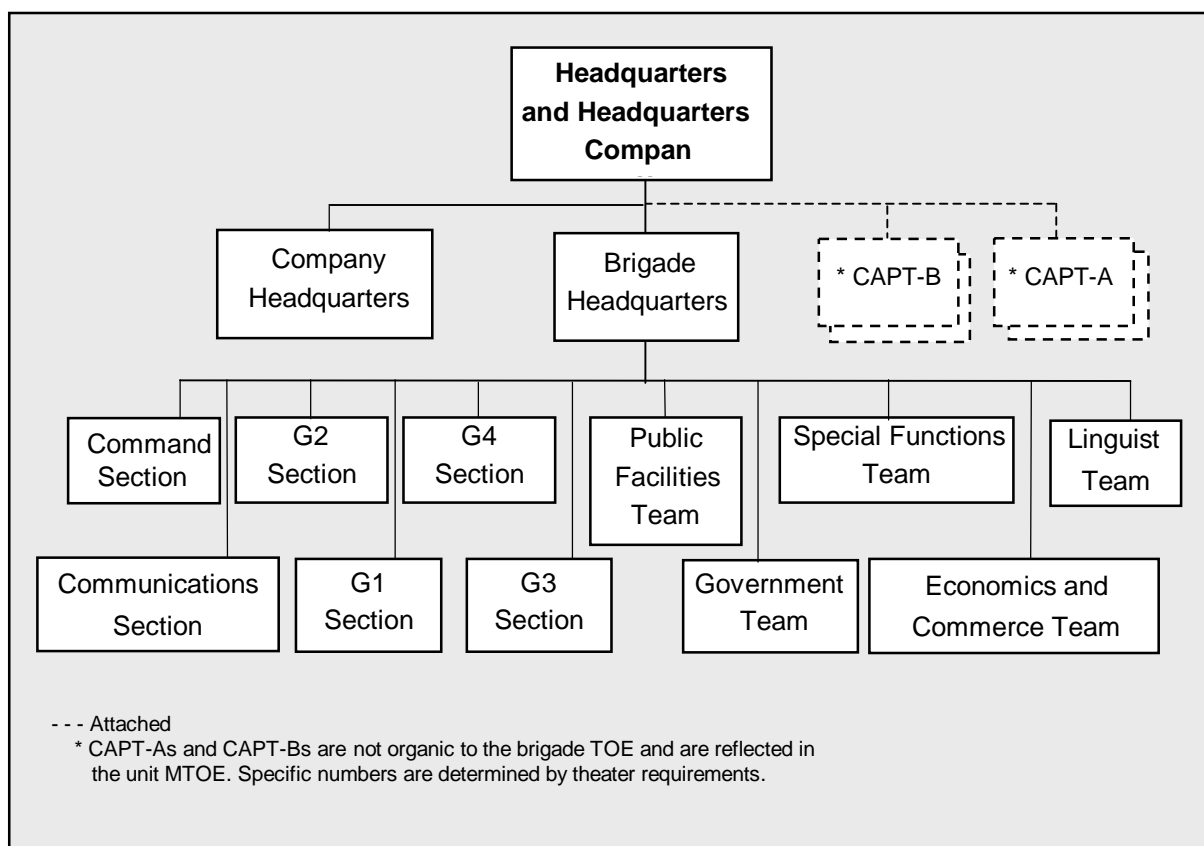 Headquarters
and Headquarters
Compan
Company
Headquarters
Brigade
Headquarters
* CAPT-B
* CAPT-A
Command
Section
G2
Section
G4
Section
Public
Facilities
Team
Special Functions
Team
Linguist
Team
Communications
Section
G1
Section
G3
Section
Government
Team
Economics and
Commerce Team
- - - Attached
* CAPT-As and CAPT-Bs are not organic to the brigade TOE and are reflected in
the unit MTOE. Specific numbers are determined by theater requirements.